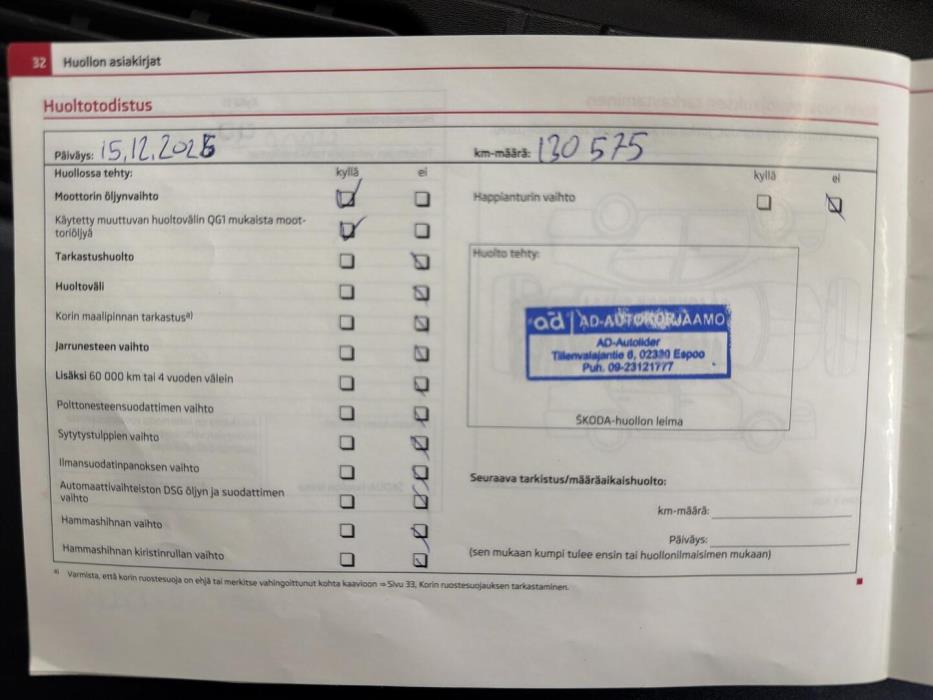 32 Huollon asiakirjat
Huoltotodistus
Päiväys: 15.12.2025 km-määrä: 130 575
Huollossa tehty: kyllä ei kyllä ei
Moottorin öljynvaihto
Happianturin vaihto
Käytetty muuttuvan huoltovälin QG1 mukaista moot-
toriöljyä
Tarkastushuolto
Huolto tehty:
Huoltoväli
Korin maalipinnan tarkastusa)
ad AD-AUTOKORJAAMO
AD-Autolider
Tillenvalajantie 6, 02330 Espoo
Puh. 09-23121777
Jarrunesteen vaihto
Lisäksi 60 000 km tai 4 vuoden välein
Polttonesteensuodattimen vaihto
ŠKODA-huollon leima
Sytytystulppien vaihto
Ilmansuodatinpanoksen vaihto
Seuraava tarkistus/määräaikaishuolto:
Automaattivaihteiston DSG öljyn ja suodattimen
vaihto
km-määrä:
Hammashihnan vaihto
Päiväys:
Hammashihnan kiristinrullan vaihto
(sen mukaan kumpi tulee ensin tai huollonilmaisimen mukaan)
a) Varmista, että korin ruostesuoja on ehjä tai merkitse vahingoittunut kohta kaavioon ⇒ Sivu 33, Korin ruostesuojauksen tarkastaminen.